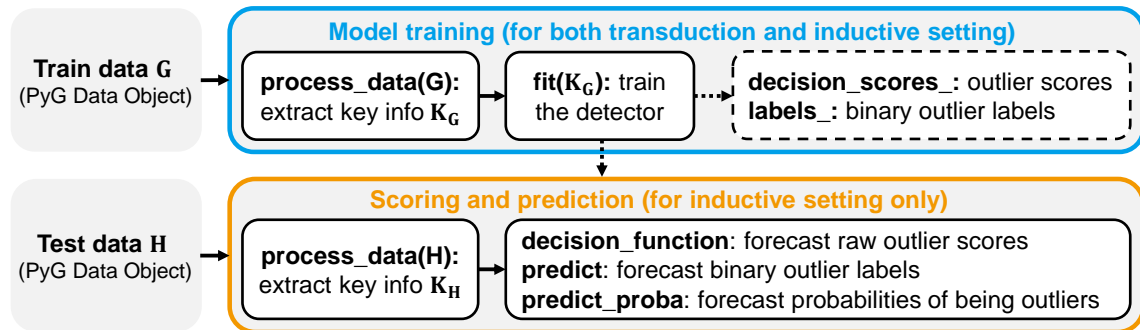 Model training (for both transduction and inductive setting)
Train data G
(PyG Data Object)
process_data(G):
extract key info K_G
fit(K_G): train
the detector
decision_scores_: outlier scores
labels_: binary outlier labels
Scoring and prediction (for inductive setting only)
Test data H
(PyG Data Object)
process_data(H):
extract key info K_H
decision_function: forecast raw outlier scores
predict: forecast binary outlier labels
predict_proba: forecast probabilities of being outliers